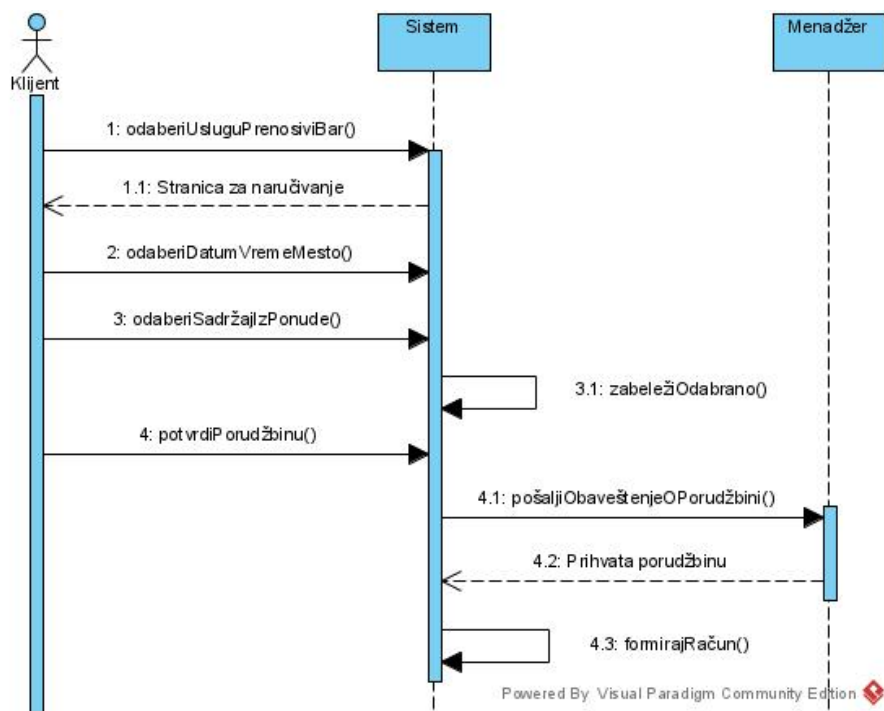 Sistem
Menadžer
Klijent
1: odaberiUsluguPrenosiviBar()
1.1: Stranica za naručivanje
2: odaberiDatumVremeMesto()
3: odaberiSadržajIzPonude()
3.1: zabeležiOdabrano()
4: potvrdiPorudžbinu()
4.1: pošaljiObaveštenjeOPorudžbini()
4.2: Prihvata porudžbinu
4.3: formirajRačun()
Powered By Visual Paradigm Community Edition